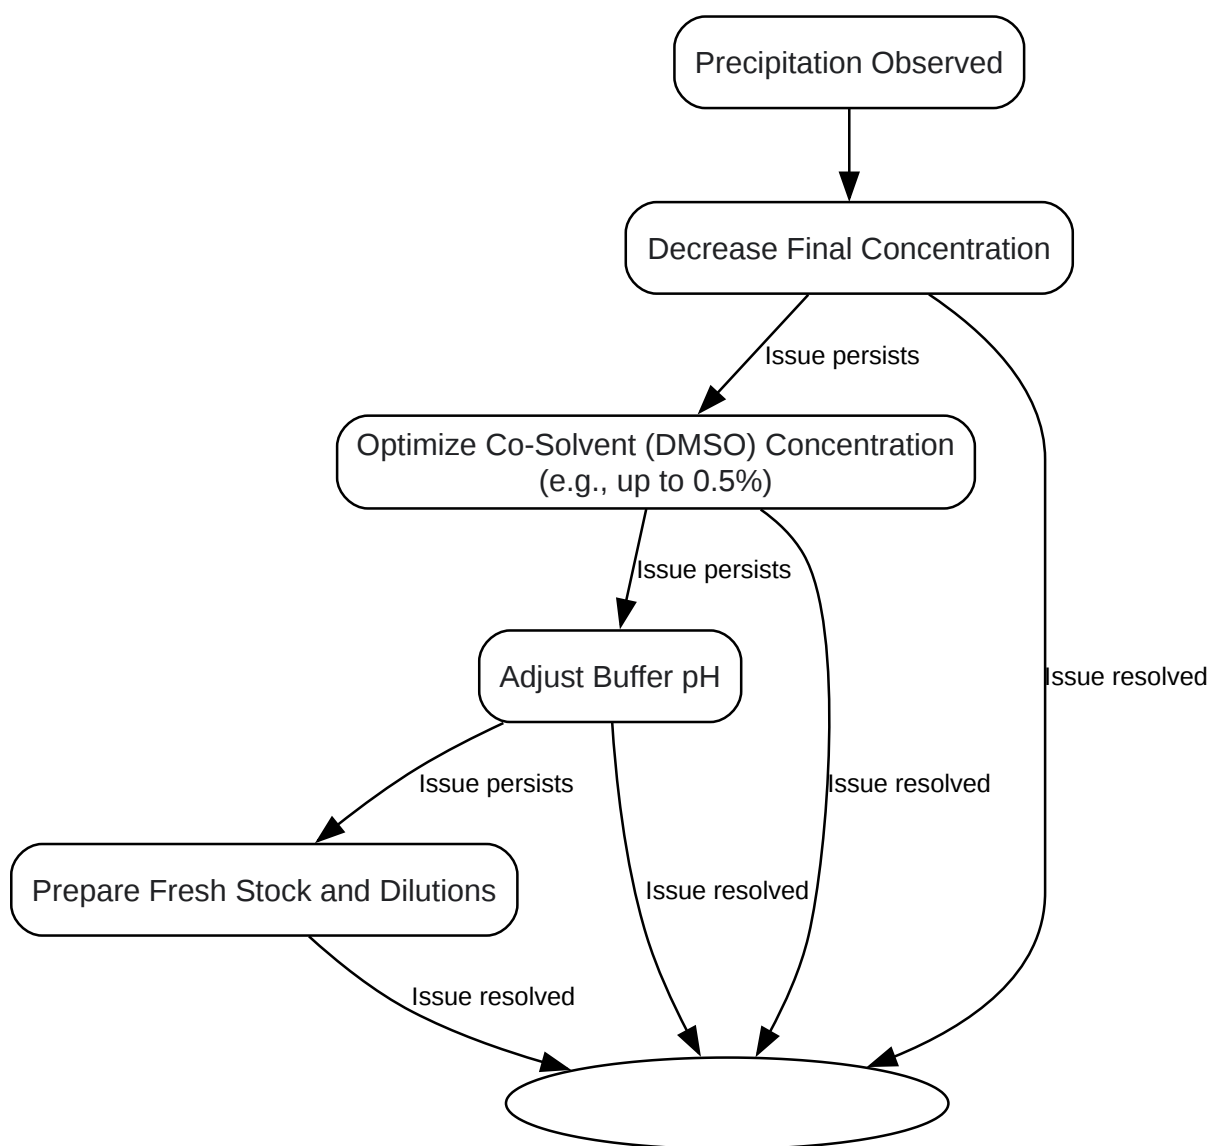 Precipitation Observed
Decrease Final Concentration
Issue persists
Optimize Co-Solvent (DMSO) Concentration
(e.g., up to 0.5%)
Issue persists
Adjust Buffer pH
Issue resolved
Issue persists
Issue resolved
Prepare Fresh Stock and Dilutions
Issue resolved
Issue resolved